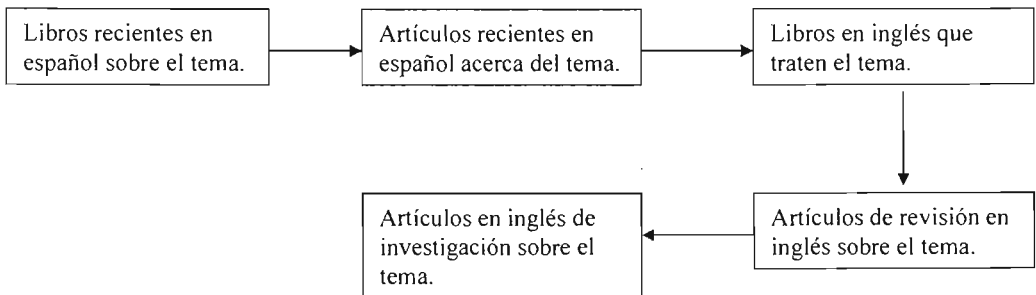 Libros recientes en
español sobre el tema.
Artículos recientes en
español acerca del tema.
Libros en inglés que
traten el tema.
Artículos de revisión en
inglés sobre el tema.
Artículos en inglés de
investigación sobre el
tema.